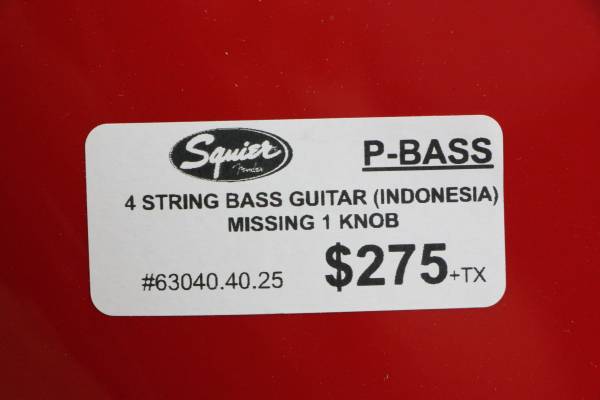 Squier P-BASS
4 STRING BASS GUITAR (INDONESIA)
MISSING 1 KNOB
#63040.40.25 $275+TX